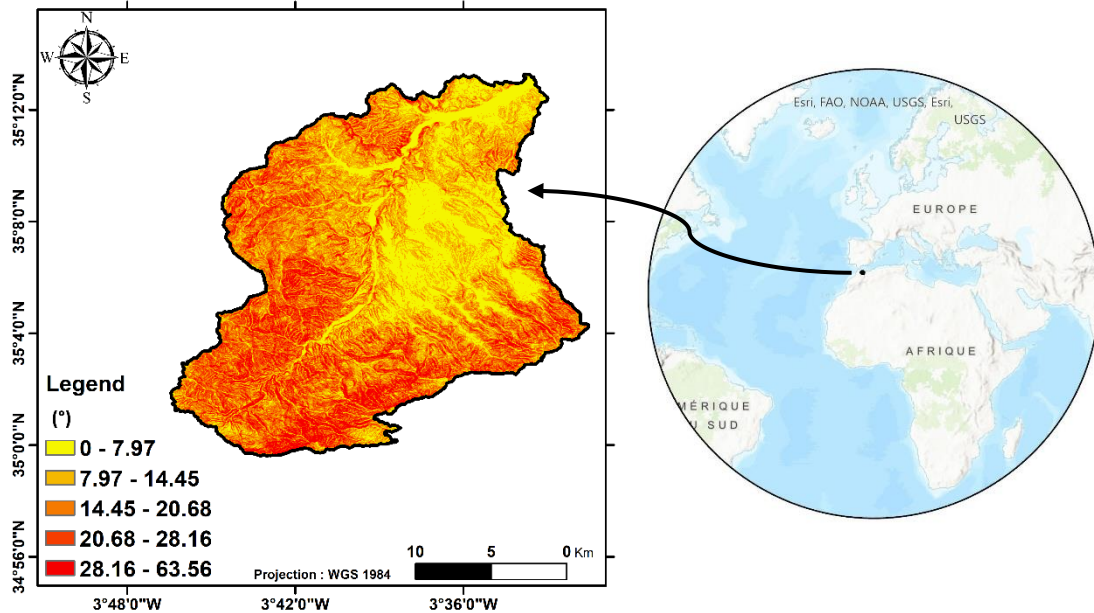 N
W E
S
35°12'0"N
35°8'0"N
35°4'0"N
35°0'0"N
34°56'0"N
Legend
(°)
0 - 7.97
7.97 - 14.45
14.45 - 20.68
20.68 - 28.16
28.16 - 63.56
Projection : WGS 1984
10 5 0 Km
3°48'0"W 3°42'0"W 3°36'0"W
Esri, FAO, NOAA, USGS, Esri,
USGS
EUROPE
AFRIQUE
MÉRIQUE
U SUD